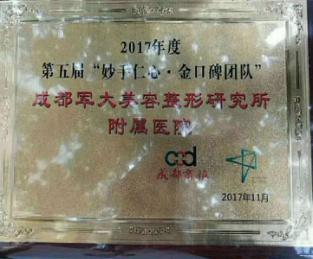 2017年度
第五届“妙手仁心·金口碑团队”
成都军大美容整形研究所
附属医院
成都商报
2017年11月